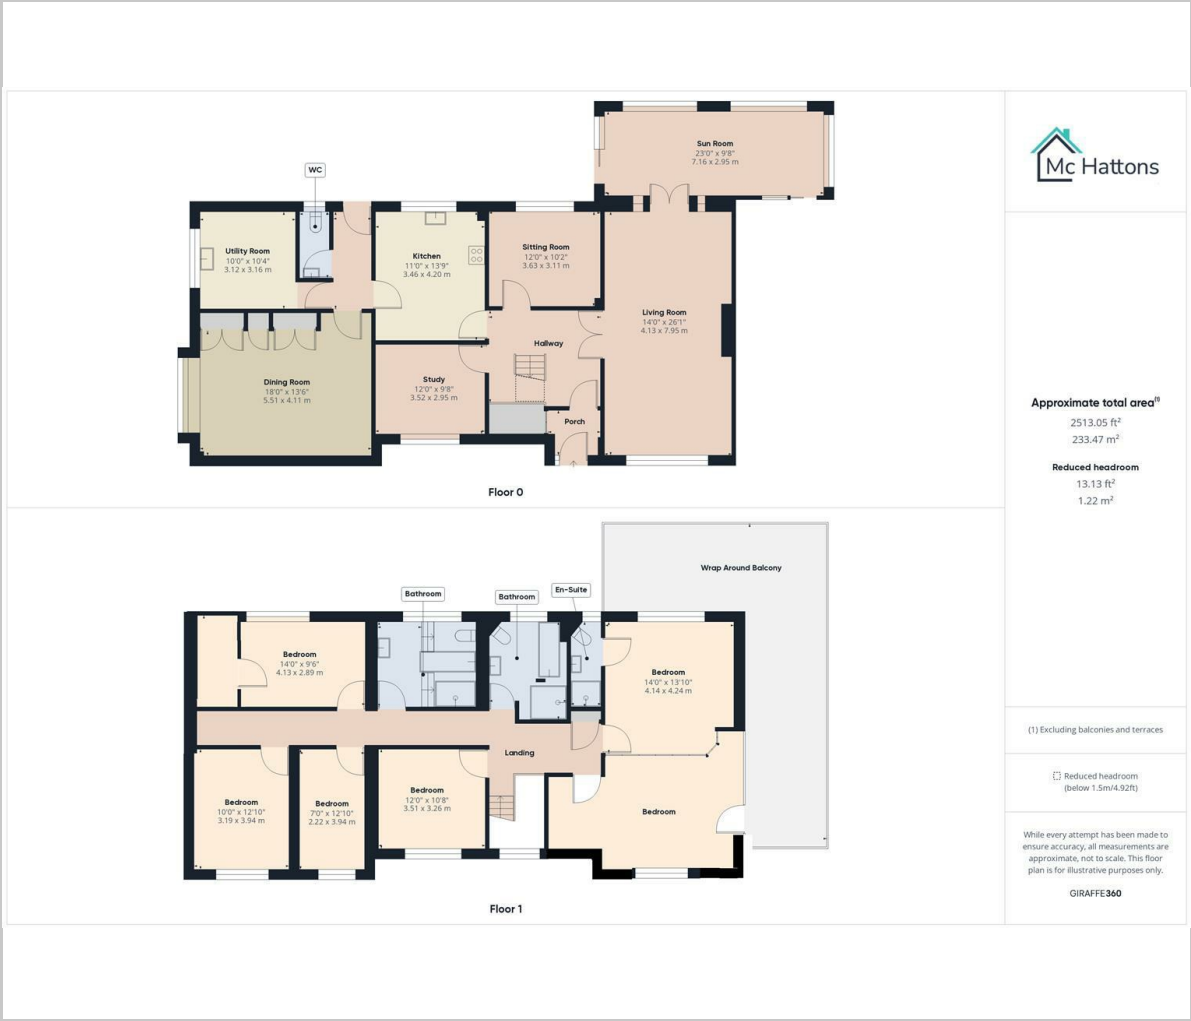 WC
Utility Room
10'0" x 10'4"
3.12 x 3.16 m
Kitchen
11'0" x 13'9"
3.46 x 4.20 m
Sitting Room
12'0" x 10'2"
3.63 x 3.11 m
Sun Room
23'0" x 9'8"
7.16 x 2.95 m
Living Room
14'0" x 26'1"
4.13 x 7.95 m
Hallway
Dining Room
18'0" x 13'6"
5.51 x 4.11 m
Study
12'0" x 9'8"
3.52 x 2.95 m
Porch
Floor 0
Wrap Around Balcony
Bathroom
Bathroom
En-Suite
Bedroom
14'0" x 9'6"
4.13 x 2.89 m
Bedroom
14'0" x 13'10"
4.14 x 4.24 m
Landing
Bedroom
10'0" x 12'10"
3.19 x 3.94 m
Bedroom
7'0" x 12'10"
2.22 x 3.94 m
Bedroom
12'0" x 10'8"
3.51 x 3.26 m
Bedroom
Floor 1
Mc Hattons
Approximate total area(1)
2513.05 ft²
233.47 m²
Reduced headroom
13.13 ft²
1.22 m²
(1) Excluding balconies and terraces
Reduced headroom
(below 1.5m/4.92ft)
While every attempt has been made to
ensure accuracy, all measurements are
approximate, not to scale. This floor
plan is for illustrative purposes only.
GIRAFFE360